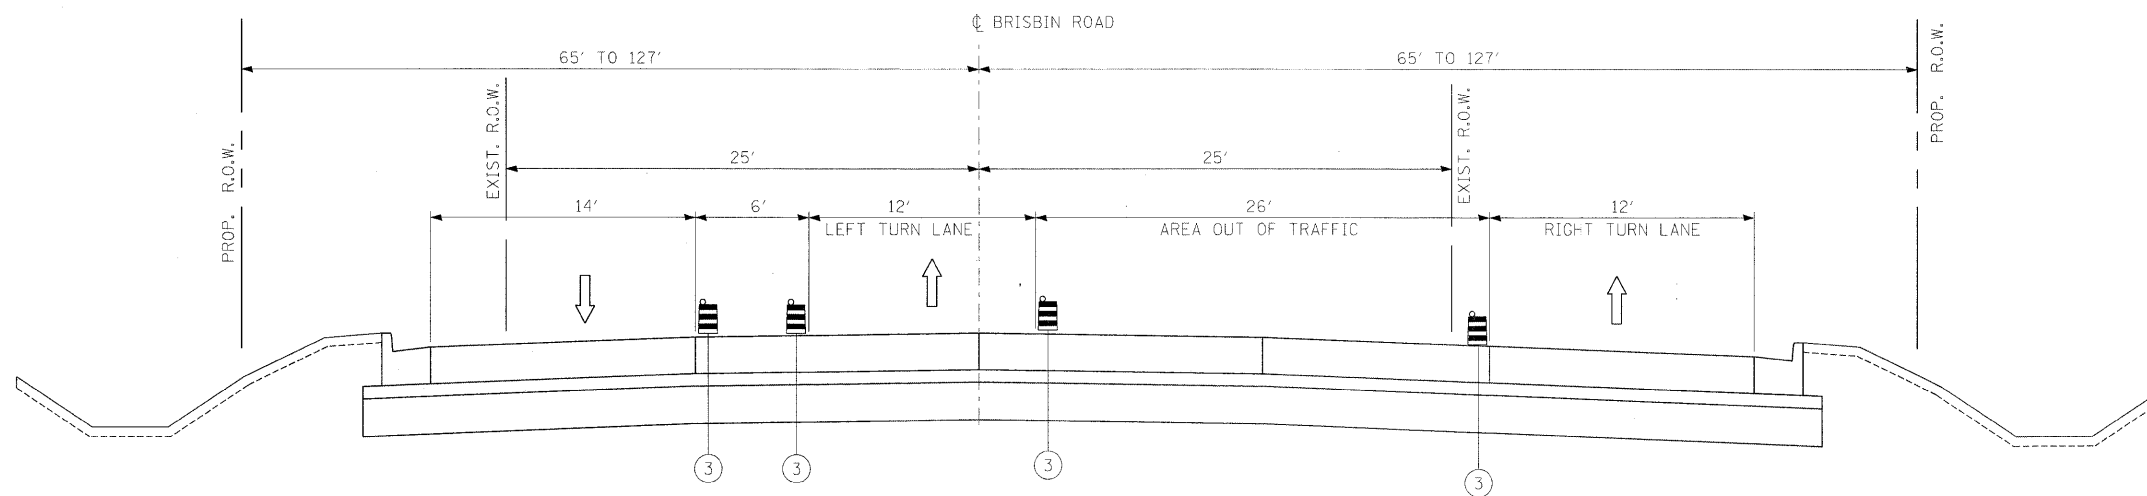 ℄ BRISBIN ROAD
65' TO 127'
65' TO 127'
PROP. R.O.W.
EXIST. R.O.W.
EXIST. R.O.W.
PROP. R.O.W.
25'
25'
14'
6'
12'
26'
12'
LEFT TURN LANE
AREA OUT OF TRAFFIC
RIGHT TURN LANE
3
3
3
3